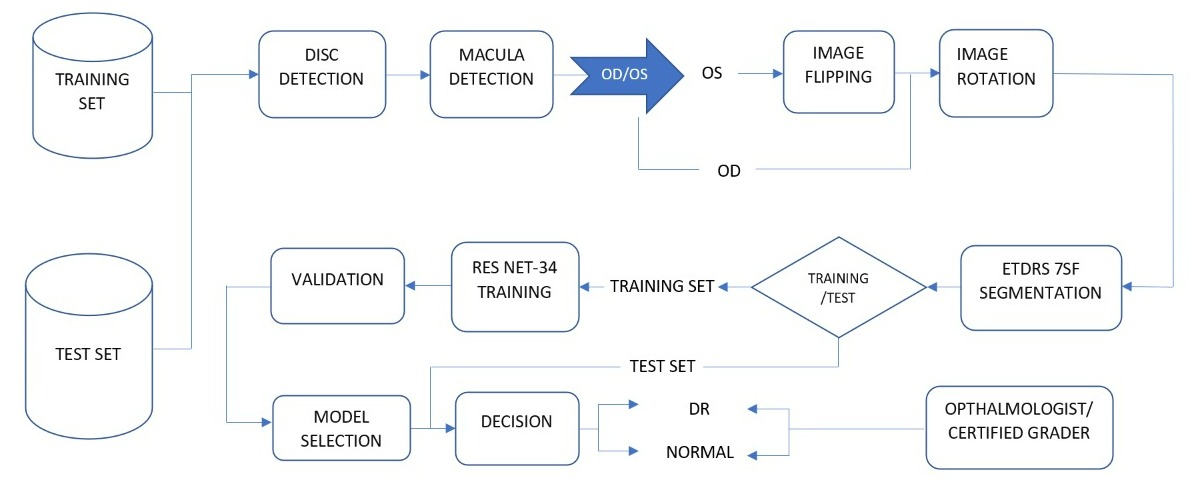 TRAINING
SET
DISC
DETECTION
MACULA
DETECTION
OD/OS
OS
IMAGE
FLIPPING
IMAGE
ROTATION
OD
TEST SET
VALIDATION
RES NET-34
TRAINING
TRAINING SET
TRAINING
/TEST
ETDRS 7SF
SEGMENTATION
TEST SET
MODEL
SELECTION
DECISION
DR
NORMAL
OPTHALMOLOGIST/
CERTIFIED GRADER